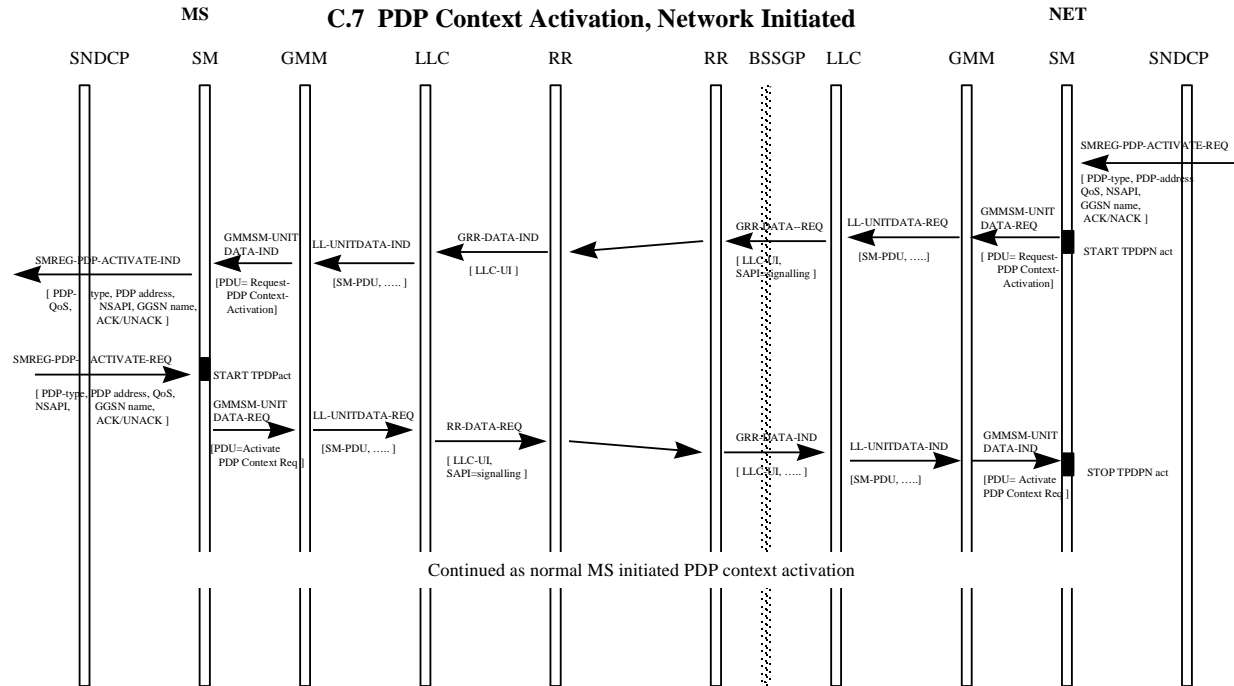 MS
C.7 PDP Context Activation, Network Initiated
NET
SNDCP SM GMM LLC RR RR BSSGP LLC GMM SM SNDCP
SMREG-PDP-ACTIVATE-REQ
[ PDP-type, PDP-address
QoS, NSAPI,
GGSN name,
ACK/NACK ]
GMMSM-UNIT
DATA-REQ
[ PDU= Request-
PDP Context-
Activation]
START TPDPN act
LL-UNITDATA-REQ
[SM-PDU, …..]
GRR-DATA--REQ
[ LLC-UI,
SAPI=signalling ]
GRR-DATA-IND
[ LLC-UI ]
LL-UNITDATA-IND
[SM-PDU, ….. ]
GMMSM-UNIT
DATA-IND
[PDU= Request-
PDP Context-
Activation]
SMREG-PDP-ACTIVATE-IND
[ PDP- type, PDP address,
QoS, NSAPI, GGSN name,
ACK/UNACK ]
SMREG-PDP- ACTIVATE-REQ
[ PDP-type, PDP address, QoS,
NSAPI, GGSN name,
ACK/UNACK ]
START TPDPact
GMMSM-UNIT
DATA-REQ
[PDU=Activate
PDP Context Req ]
LL-UNITDATA-REQ
[SM-PDU, ….. ]
RR-DATA-REQ
[ LLC-UI,
SAPI=signalling ]
GRR-DATA-IND
[ LLC-UI, ….. ]
LL-UNITDATA-IND
[SM-PDU, …..]
GMMSM-UNIT
DATA-IND
[PDU= Activate
PDP Context Req ]
STOP TPDPN act
Continued as normal MS initiated PDP context activation